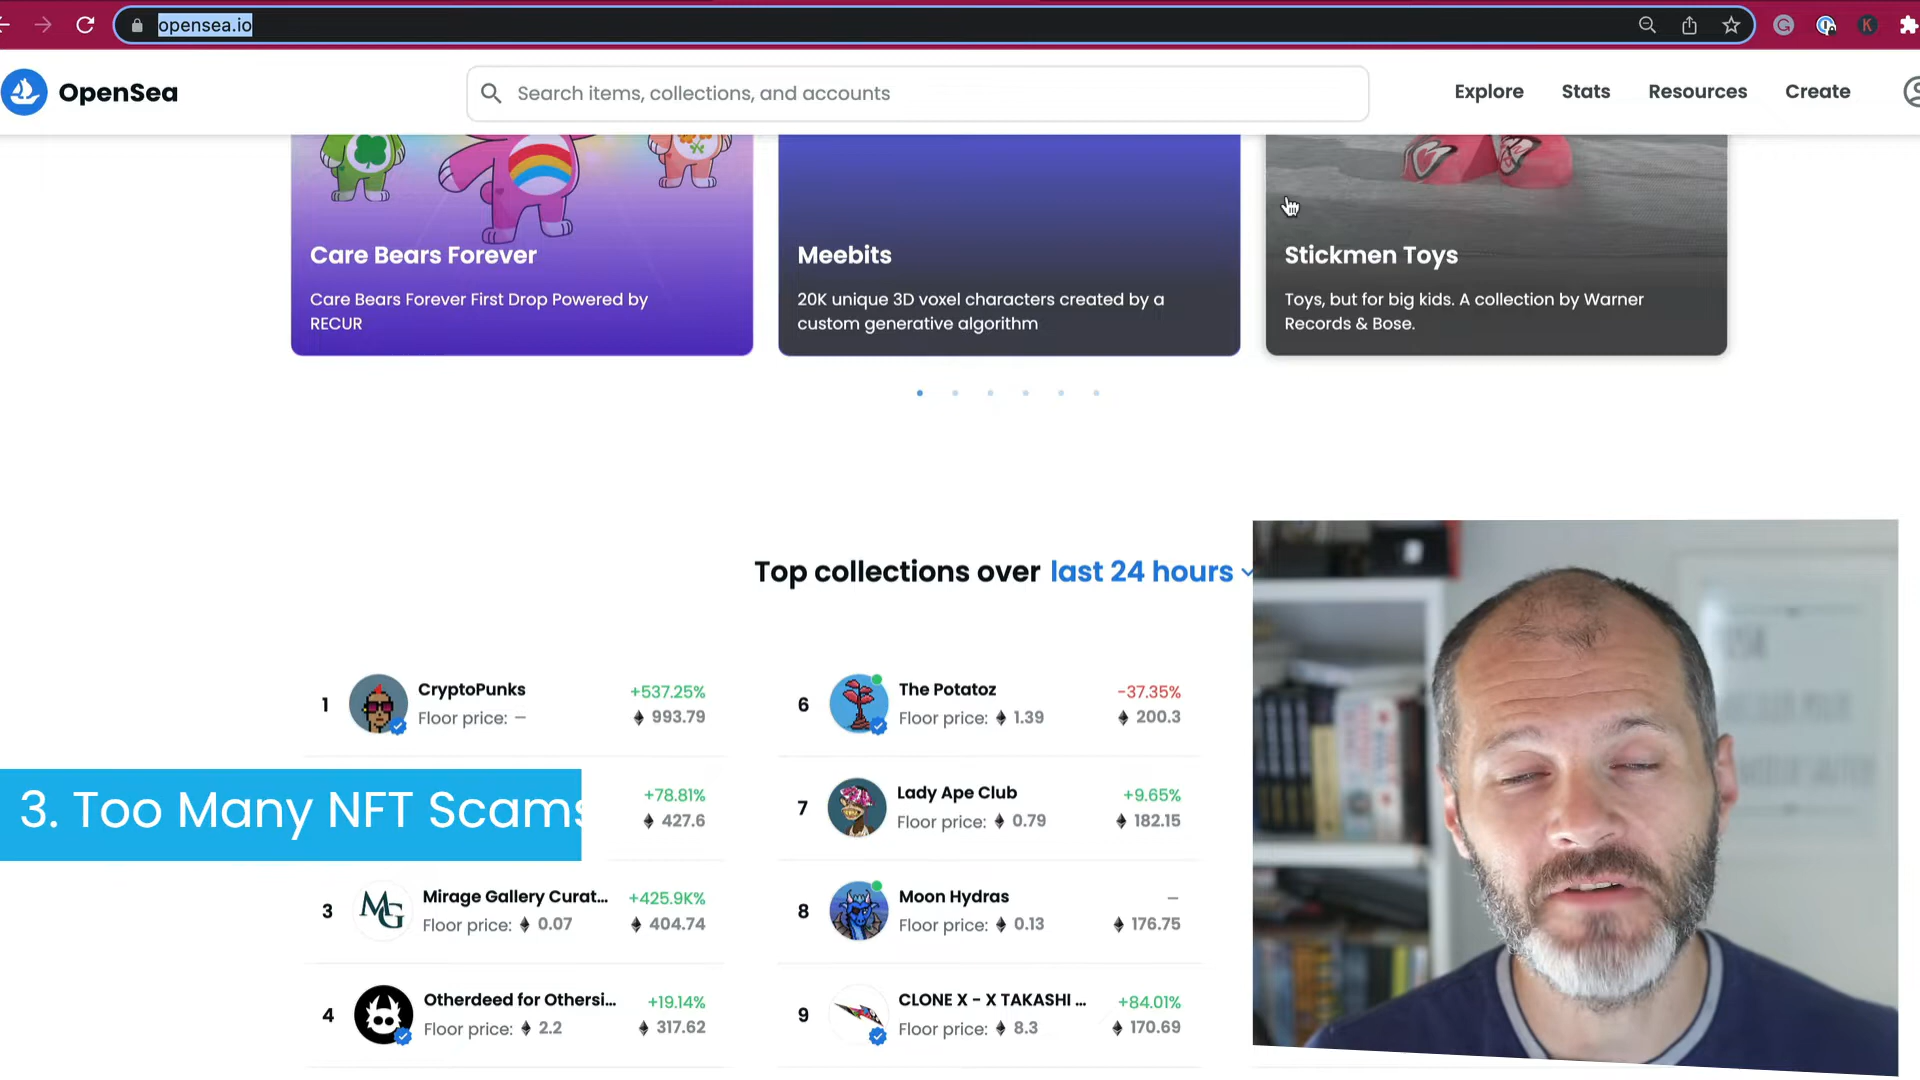 opensea.io
K
OpenSea
Search items, collections, and accounts
Explore
Stats
Resources
Create
Care Bears Forever
Care Bears Forever First Drop Powered by
RECUR
Meebits
20K unique 3D voxel characters created by a
custom generative algorithm
Stickmen Toys
Toys, but for big kids. A collection by Warner
Records & Bose.
Top collections over last 24 hours
1
CryptoPunks
+537.25%
Floor price: —
993.79
+78.81%
427.6
3. Too Many NFT Scams
3
MG
Mirage Gallery Curat...
+425.9K%
Floor price: 0.07
404.74
4
Otherdeed for Othersi...
+19.14%
Floor price: 2.2
317.62
6
The Potatoz
-37.35%
Floor price: 1.39
200.3
7
Lady Ape Club
+9.65%
Floor price: 0.79
182.15
8
Moon Hydras
—
Floor price: 0.13
176.75
9
CLONE X - X TAKASHI ...
+84.01%
Floor price: 8.3
170.69